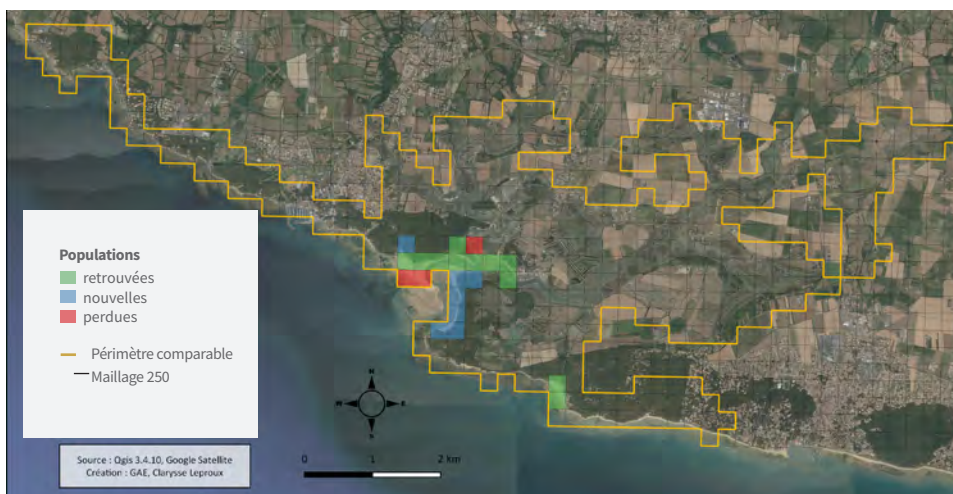 Populations
retrouvées
nouvelles
perdues
Périmètre comparable
Maillage 250
Source : Qgis 3.4.10, Google Satellite
Création : GAE, Clarysse Leproux
N
W
E
S
0 1 2 km